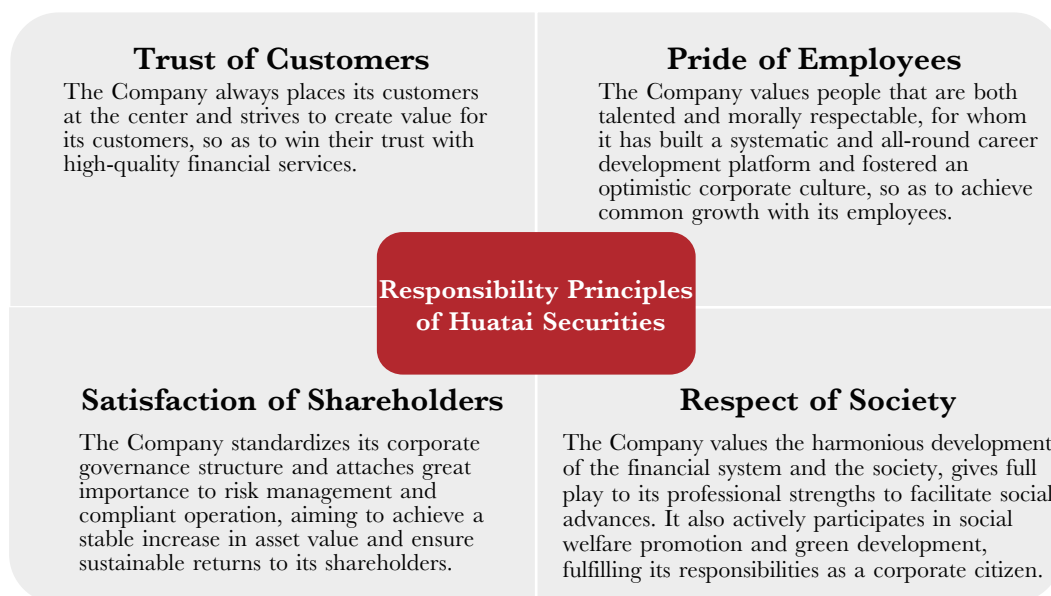 Trust of Customers
The Company always places its customers
at the center and strives to create value for
its customers, so as to win their trust with
high-quality financial services.
Pride of Employees
The Company values people that are both
talented and morally respectable, for whom
it has built a systematic and all-round career
development platform and fostered an
optimistic corporate culture, so as to achieve
common growth with its employees.
Responsibility Principles
of Huatai Securities
Satisfaction of Shareholders
The Company standardizes its corporate
governance structure and attaches great
importance to risk management and
compliant operation, aiming to achieve a
stable increase in asset value and ensure
sustainable returns to its shareholders.
Respect of Society
The Company values the harmonious development
of the financial system and the society, gives full
play to its professional strengths to facilitate social
advances. It also actively participates in social
welfare promotion and green development,
fulfilling its responsibilities as a corporate citizen.